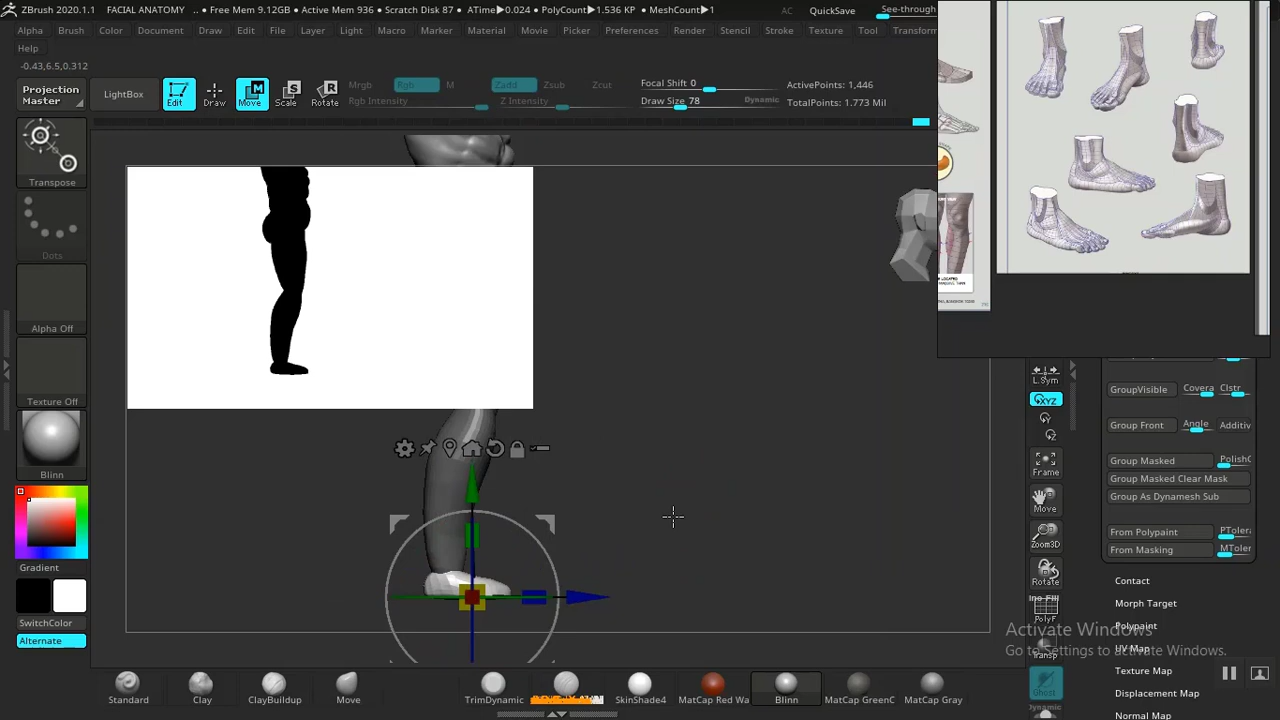 ZBrush 2020.1.1 FACIAL ANATOMY .. • Free Mem 9.12GB • Active Mem 936 • Scratch Disk 87 • ATime▶0.024 • PolyCount▶1.536 KP • MeshCount▶1 AC QuickSave See-through
Alpha Brush Color Document Draw Edit File Layer Light Macro Marker Material Movie Picker Preferences Render Stencil Stroke Texture Tool Transform
Help
-0.43,6.5,0.312
Projection Master
LightBox
Edit Draw Move Scale Rotate
Mrgb Rgb M Zadd Zsub Zcut
Rgb Intensity Z Intensity
Focal Shift 0
Draw Size 78 Dynamic
ActivePoints: 1,446
TotalPoints: 1.773 Mil
Transpose
Dots
Alpha Off
Texture Off
Blinn
Gradient
SwitchColor
Alternate
L.Sym
XYZ
Y
Z
Frame
Move
Zoom3D
Rotate
PolyF
Transp
Ghost
Dynamic
GroupVisible Covera Clstr
Group Front Angle Additiv
Group Masked PolishC
Group Masked Clear Mask
Group As Dynamesh Sub
From Polypaint PToler
From Masking MToler
Contact
Morph Target
Polypaint
UV Map
Texture Map
Displacement Map
Normal Map
Activate Windows
Go to Settings to activate Windows.
Standard Clay ClayBuildup Move TrimDynamic SkinShade4 MatCap Red Wa Blinn MatCap GreenC MatCap Gray